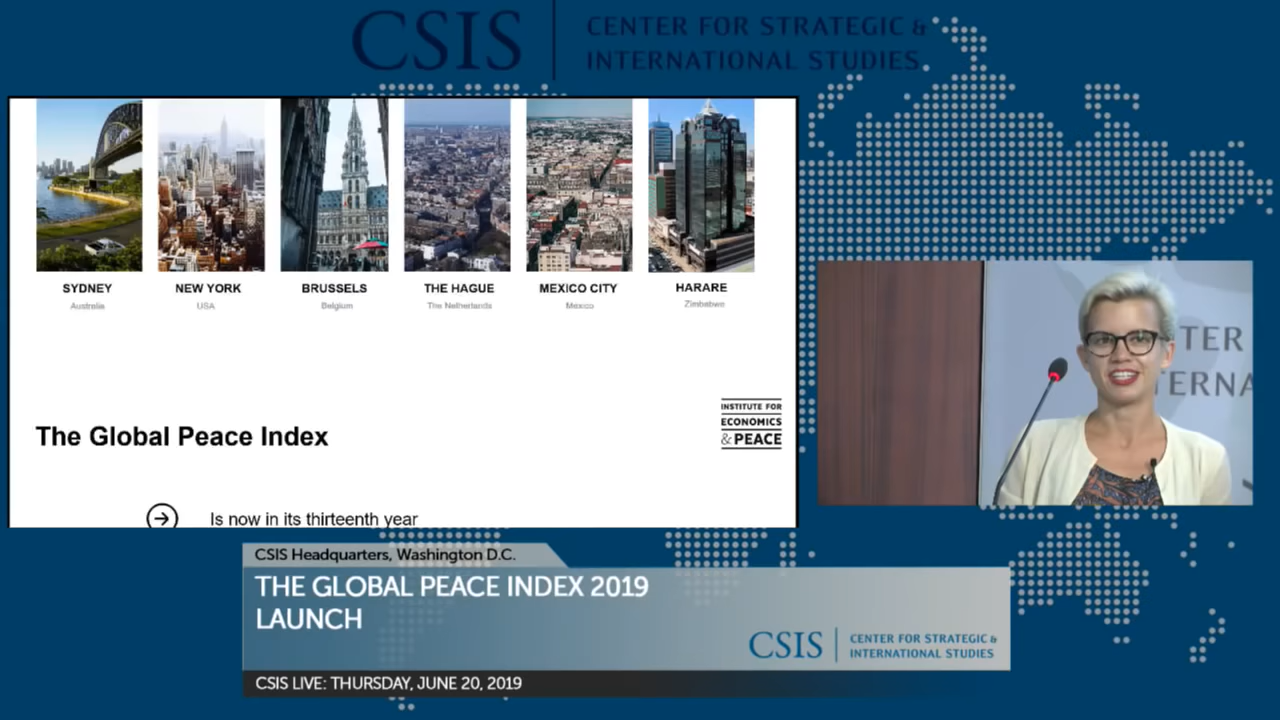 CSIS
CENTER FOR STRATEGIC &
INTERNATIONAL STUDIES
SYDNEY
Australia
NEW YORK
USA
BRUSSELS
Belgium
THE HAGUE
The Netherlands
MEXICO CITY
Mexico
HARARE
Zimbabwe
The Global Peace Index
INSTITUTE FOR
ECONOMICS
& PEACE
Is now in its thirteenth year
TER
TERNA
CSIS Headquarters, Washington D.C.
THE GLOBAL PEACE INDEX 2019
LAUNCH
CSIS
CENTER FOR STRATEGIC &
INTERNATIONAL STUDIES
CSIS LIVE: THURSDAY, JUNE 20, 2019